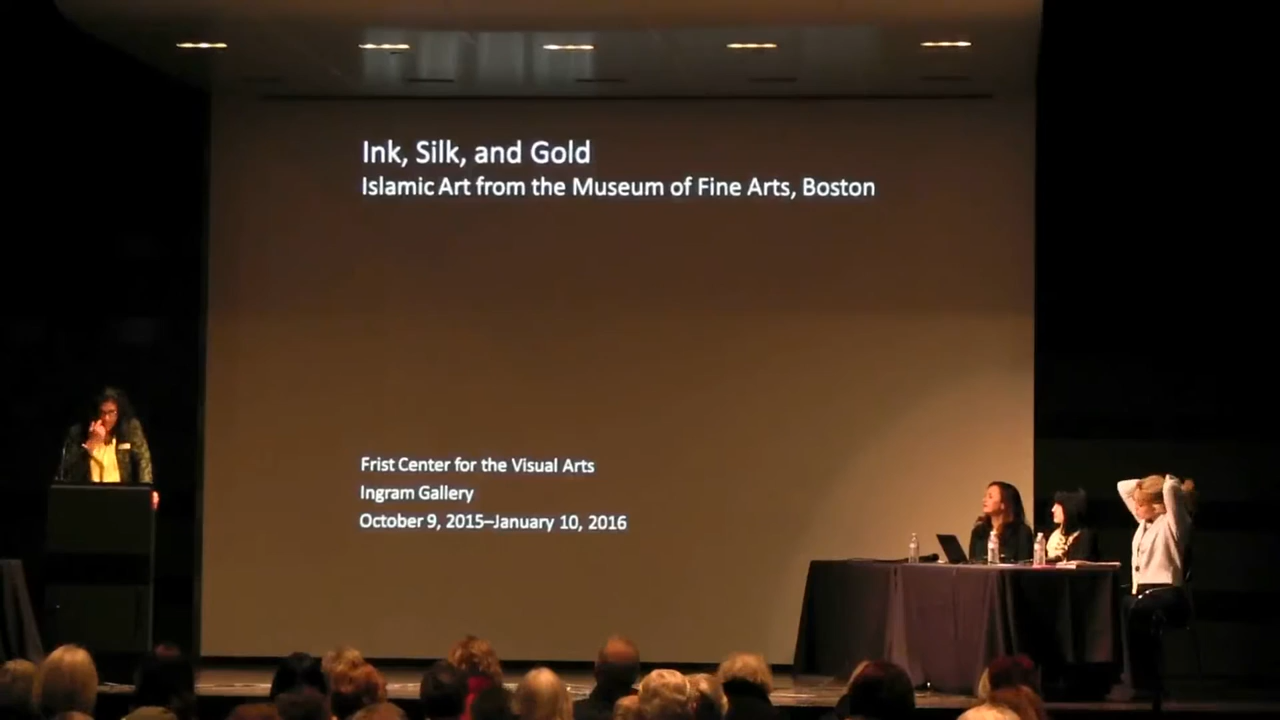 Ink, Silk, and Gold
Islamic Art from the Museum of Fine Arts, Boston
Frist Center for the Visual Arts
Ingram Gallery
October 9, 2015–January 10, 2016